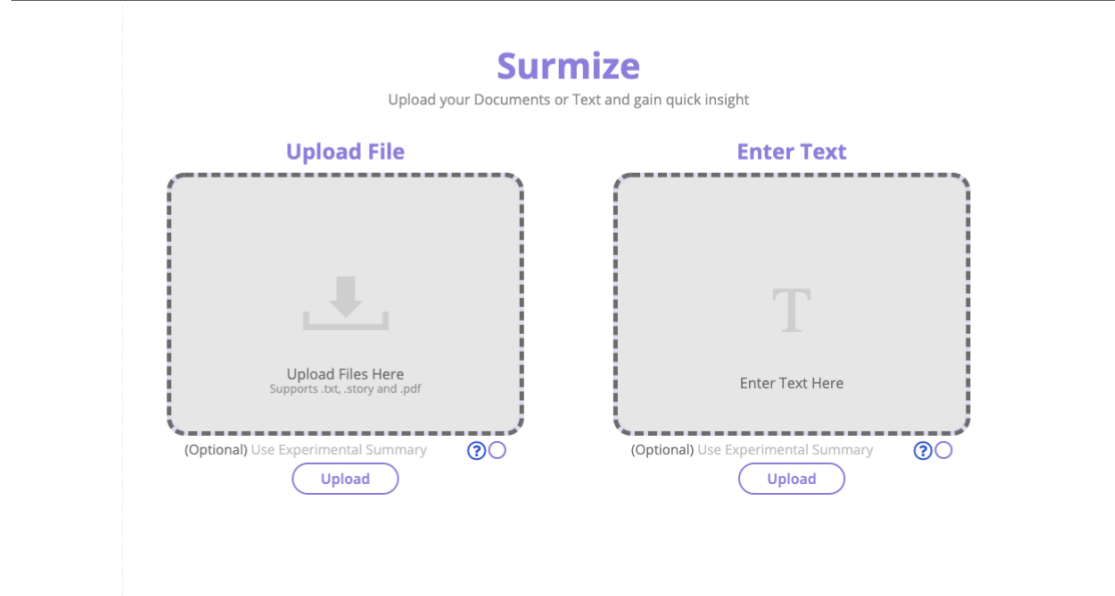 Surmize
Upload your Documents or Text and gain quick insight
Upload File
Upload Files Here
Supports .txt, .story and .pdf
(Optional) Use Experimental Summary ?
Upload
Enter Text
T
Enter Text Here
(Optional) Use Experimental Summary ?
Upload